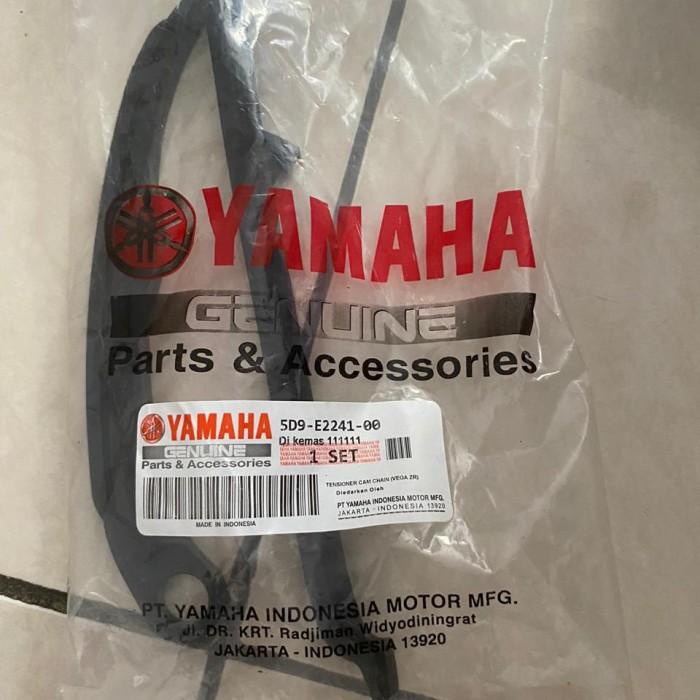 YAMAHA
GENUINE
Parts & Accessories
YAMAHA
GENUINE
Parts & Accessories
5D9-E2241-00
Di kemas 111111
1 SET
TENSIONER CAM CHAIN (VEGA ZR)
Diedarkan Oleh
PT YAMAHA INDONESIA MOTOR MFG.
JAKARTA - INDONESIA 13920
MADE IN INDONESIA
PT. YAMAHA INDONESIA MOTOR MFG.
Jl. DR. KRT. Radjiman Widyodiningrat
JAKARTA - INDONESIA 13920